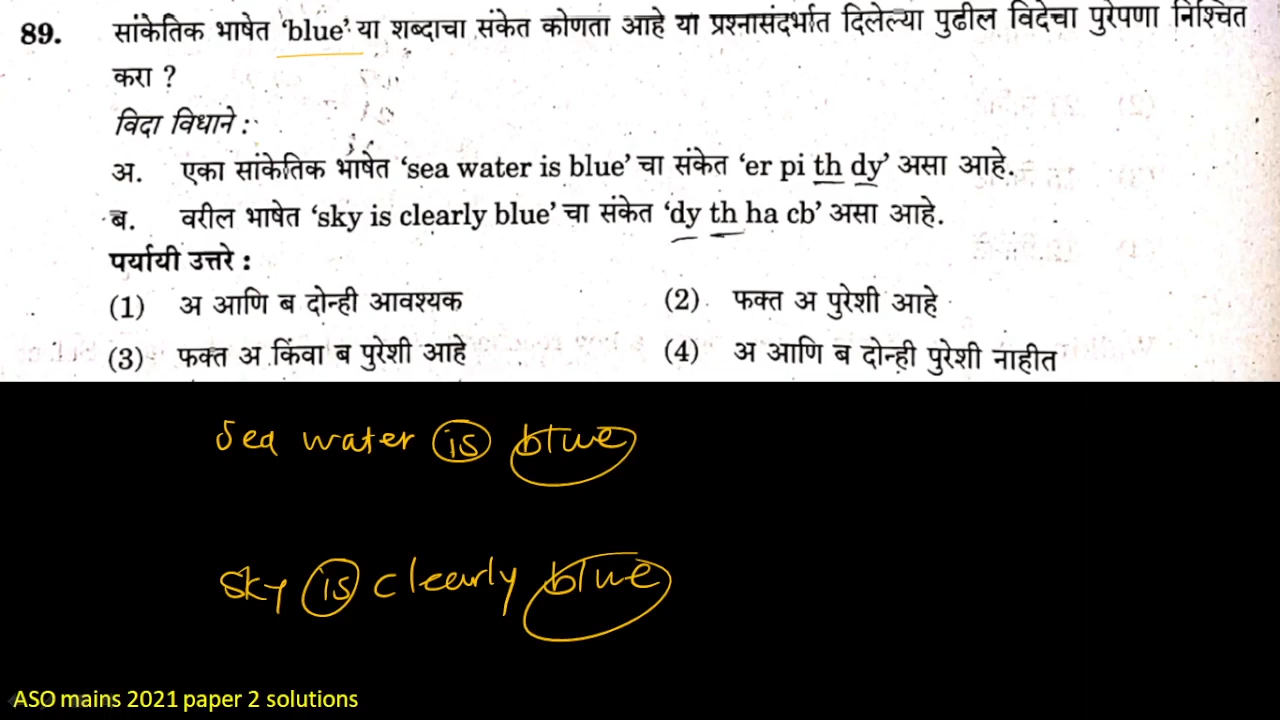 89. सांकेतिक भाषेत ‘blue’ या शब्दाचा संकेत कोणता आहे या प्रश्नासंदर्भात दिलेल्या पुढील विदेचा पुरेपणा निश्चित
करा ?
विदा विधाने :
अ. एका सांकेतिक भाषेत ‘sea water is blue’ चा संकेत ‘er pi th dy’ असा आहे.
ब. वरील भाषेत ‘sky is clearly blue’ चा संकेत ‘dy th ha cb’ असा आहे.
पर्यायी उत्तरे :
(1) अ आणि ब दोन्ही आवश्यक (2) फक्त अ पुरेशी आहे
(3) फक्त अ किंवा ब पुरेशी आहे (4) अ आणि ब दोन्ही पुरेशी नाहीत
Sea water is blue
Sky is clearly blue
ASO mains 2021 paper 2 solutions